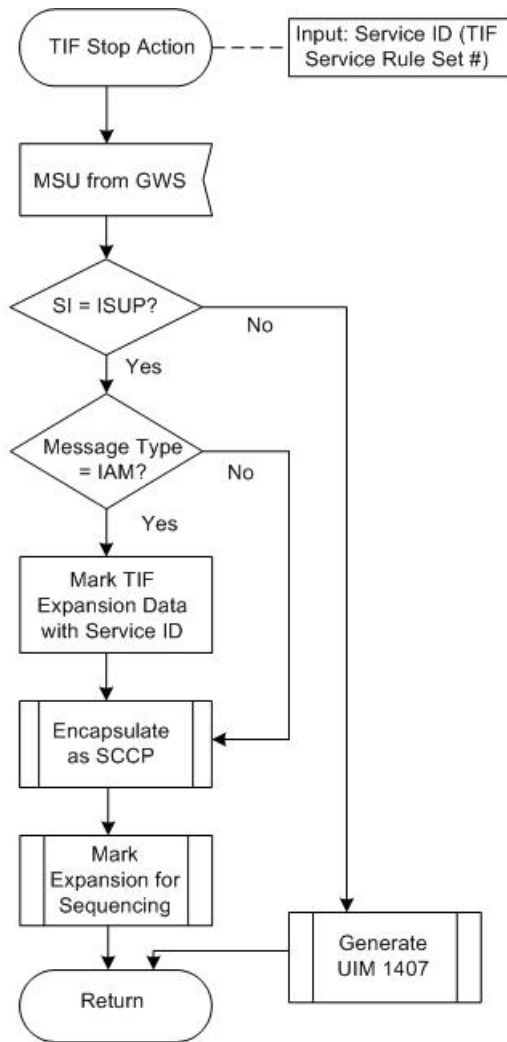 TIF Stop Action
Input: Service ID (TIF
Service Rule Set #)
MSU from GWS
SI = ISUP?
No
Yes
Message Type
= IAM?
No
Yes
Mark TIF
Expansion Data
with Service ID
Encapsulate
as SCCP
Mark
Expansion for
Sequencing
Generate
UIM 1407
Return